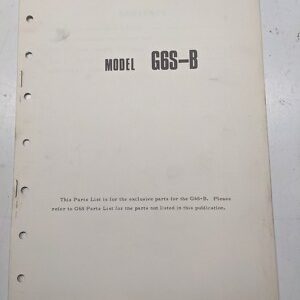 MODEL G6S-B
This Parts List is for the exclusive parts for the G6S-B. Please
refer to G6S Parts List for the parts not listed in this publication.